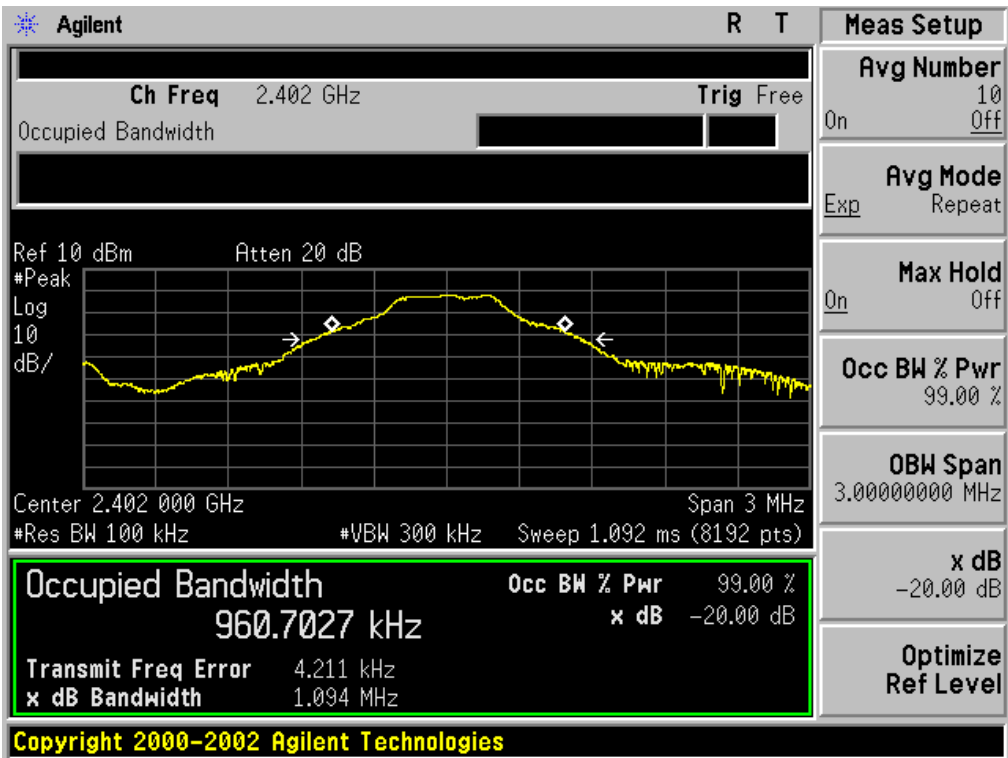 Agilent R T
Ch Freq 2.402 GHz Trig Free
Occupied Bandwidth
Ref 10 dBm Atten 20 dB
#Peak
Log
10
dB/
Center 2.402 000 GHz Span 3 MHz
#Res BW 100 kHz #VBW 300 kHz Sweep 1.092 ms (8192 pts)
Occupied Bandwidth Occ BW % Pwr 99.00 %
960.7027 kHz x dB -20.00 dB
Transmit Freq Error 4.211 kHz
x dB Bandwidth 1.094 MHz
Copyright 2000-2002 Agilent Technologies
Meas Setup
Avg Number
10
On Off
Avg Mode
Exp Repeat
Max Hold
On Off
Occ BW % Pwr
99.00 %
OBW Span
3.00000000 MHz
x dB
-20.00 dB
Optimize
Ref Level